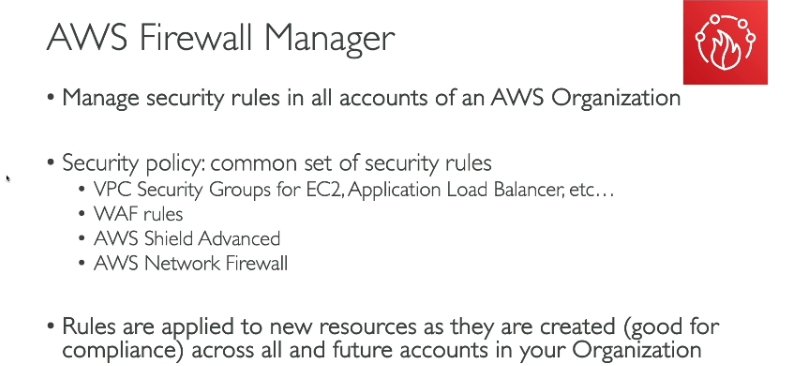 AWS Firewall Manager
• Manage security rules in all accounts of an AWS Organization
• Security policy: common set of security rules
• VPC Security Groups for EC2, Application Load Balancer, etc…
• WAF rules
• AWS Shield Advanced
• AWS Network Firewall
• Rules are applied to new resources as they are created (good for
compliance) across all and future accounts in your Organization